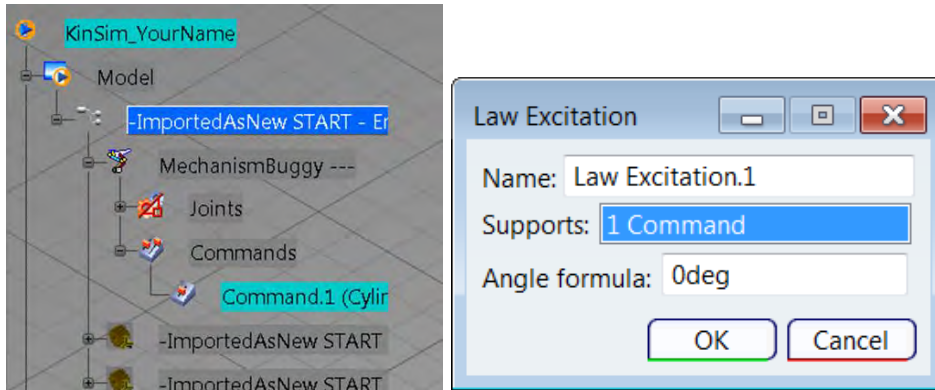 KinSim_YourName
Model
-ImportedAsNew START - Er
MechanismBuggy ---
Joints
Commands
Command.1 (Cylir
-ImportedAsNew START
-ImportedAsNew START
Law Excitation
Name: Law Excitation.1
Supports: 1 Command
Angle formula: 0deg
OK Cancel